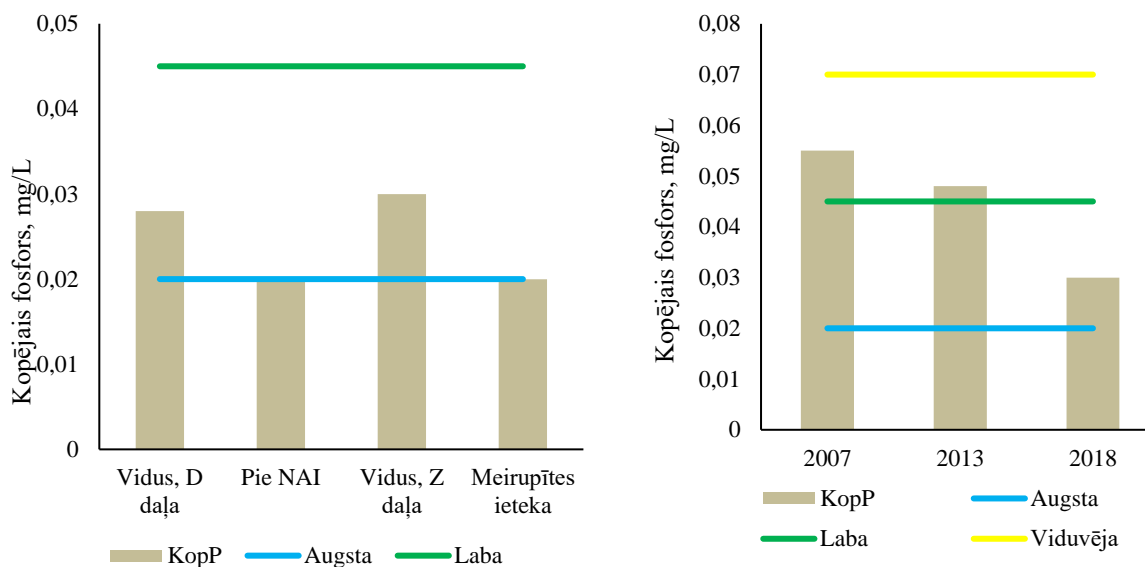 Kopējais fosfors, mg/L
0,05
0,04
0,03
0,02
0,01
0
Vidus, D
daļa
Pie NAI
Vidus, Z
daļa
Meirupītes
ieteka
KopP
Augsta
Laba
Kopējais fosfors, mg/L
0,08
0,07
0,06
0,05
0,04
0,03
0,02
0,01
0
2007
2013
2018
KopP
Augsta
Laba
Viduvēja